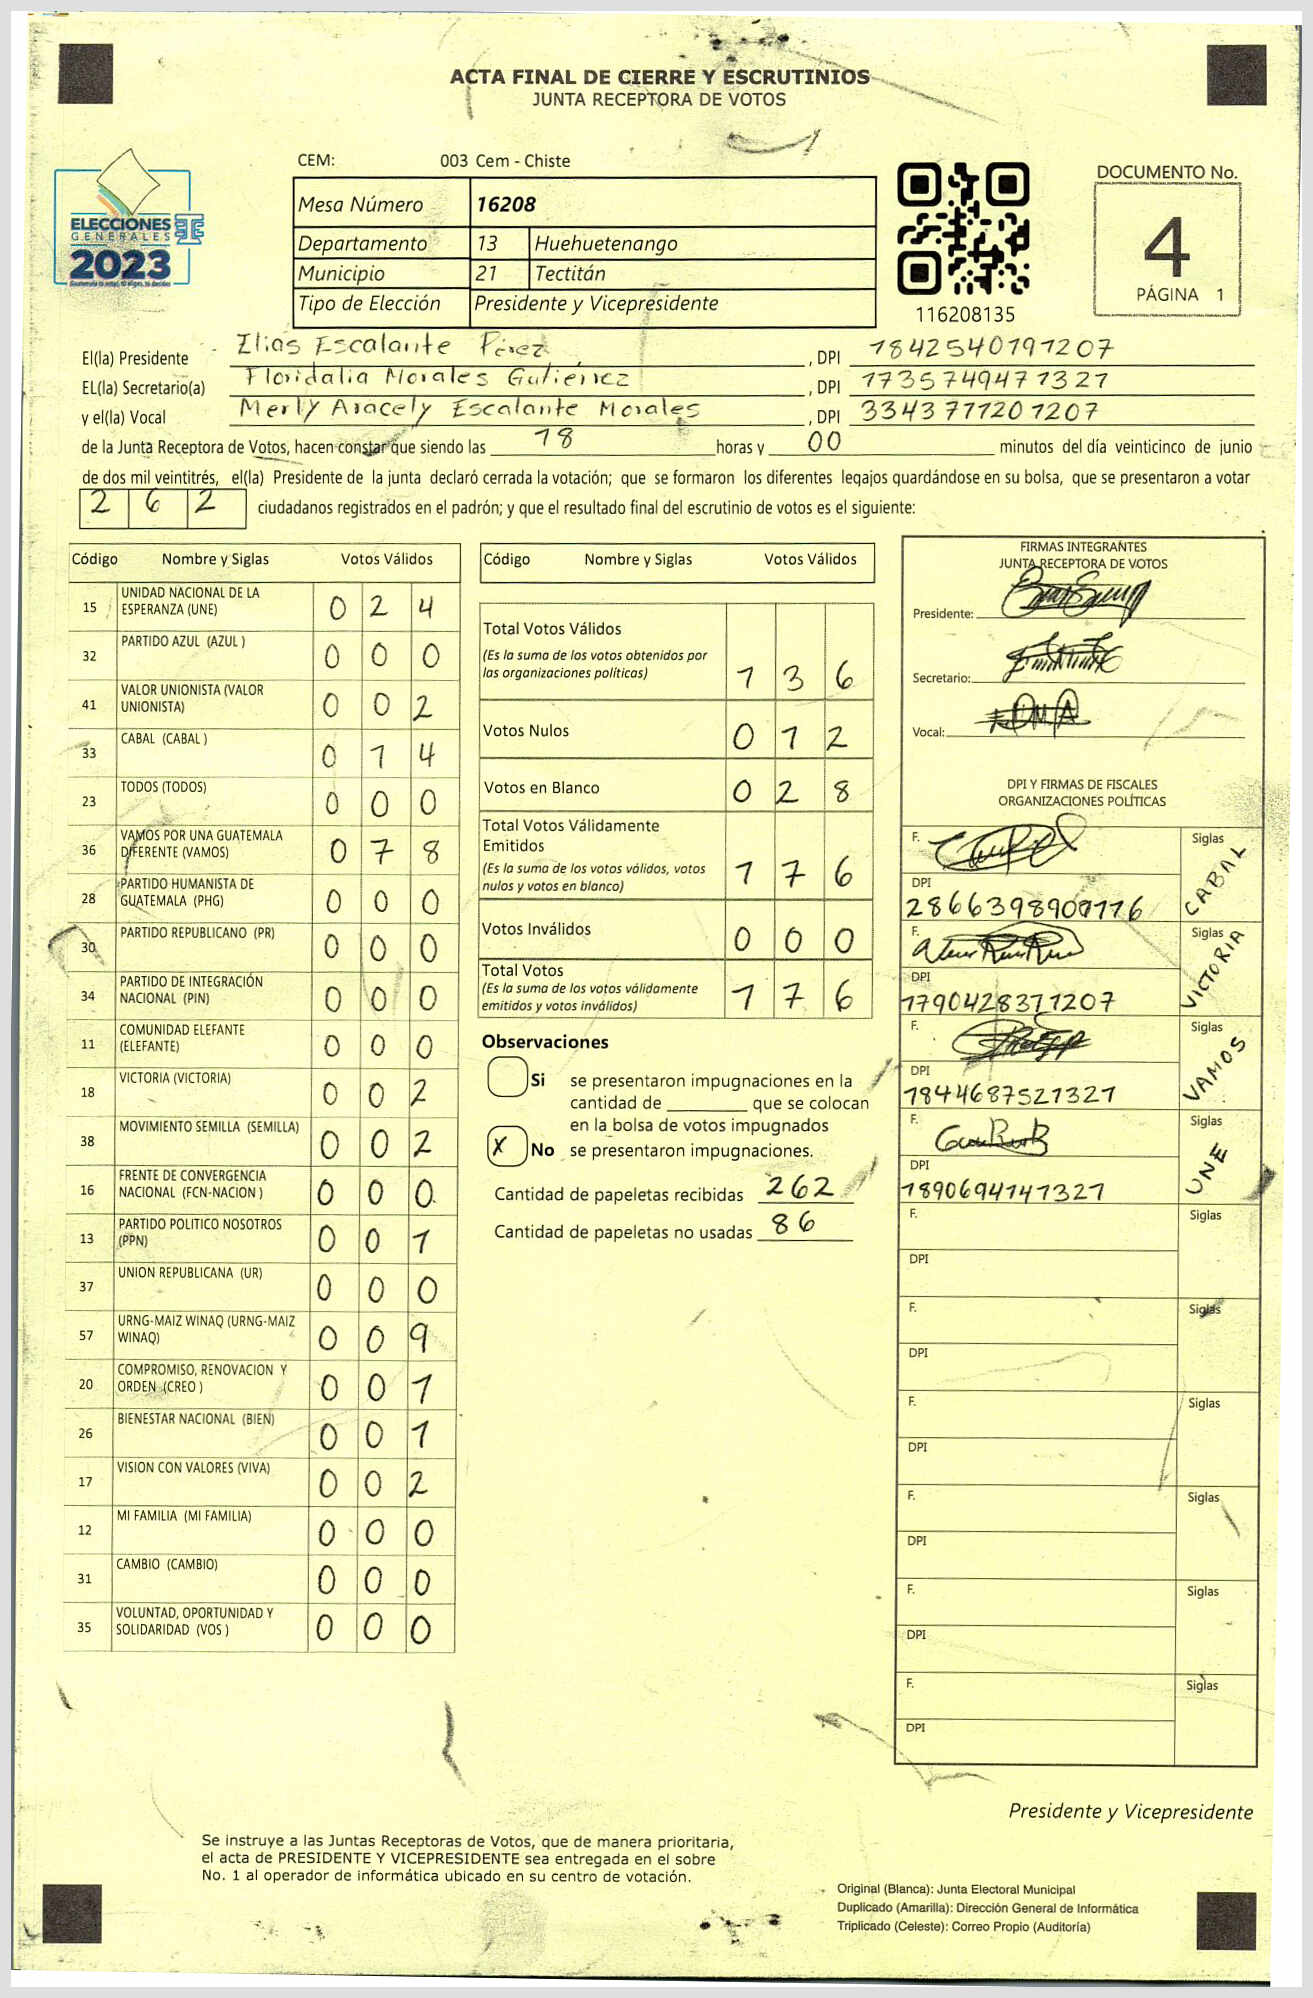 ACTA FINAL DE CIERRE Y ESCRUTINIOS
JUNTA RECEPTORA DE VOTOS
ELECCIONES
GENERALES
2023
CEM: 003 Cem - Chiste
Mesa Número 16208
Departamento 13 Huehuetenango
Municipio 21 Tectitán
Tipo de Elección Presidente y Vicepresidente
116208135
DOCUMENTO No.
4
PÁGINA 1
El(la) Presidente Elias Escalante Pérez, DPI 1842540191207
EL(la) Secretario(a) Floridalia Morales Gutiérrez, DPI 1735749471321
y el(la) Vocal Merly Aracely Escalante Morales, DPI 3343711201207
de la Junta Receptora de Votos, hacen constar que siendo las 18 horas y 00 minutos del día veinticinco de junio
de dos mil veintitrés, el(la) Presidente de la junta declaró cerrada la votación; que se formaron los diferentes legajos guardándose en su bolsa, que se presentaron a votar
262 ciudadanos registrados en el padrón; y que el resultado final del escrutinio de votos es el siguiente:
Código Nombre y Siglas Votos Válidos
15 UNIDAD NACIONAL DE LA ESPERANZA (UNE) 0 2 4
32 PARTIDO AZUL (AZUL ) 0 0 0
41 VALOR UNIONISTA (VALOR UNIONISTA) 0 0 2
33 CABAL (CABAL ) 0 1 4
23 TODOS (TODOS) 0 0 0
36 VAMOS POR UNA GUATEMALA DIFERENTE (VAMOS) 0 7 8
28 PARTIDO HUMANISTA DE GUATEMALA (PHG) 0 0 0
30 PARTIDO REPUBLICANO (PR) 0 0 0
34 PARTIDO DE INTEGRACIÓN NACIONAL (PIN) 0 0 0
11 COMUNIDAD ELEFANTE (ELEFANTE) 0 0 0
18 VICTORIA (VICTORIA) 0 0 2
38 MOVIMIENTO SEMILLA (SEMILLA) 0 0 2
16 FRENTE DE CONVERGENCIA NACIONAL (FCN-NACION ) 0 0 0
13 PARTIDO POLITICO NOSOTROS (PPN) 0 0 1
37 UNION REPUBLICANA (UR) 0 0 0
57 URNG-MAIZ WINAQ (URNG-MAIZ WINAQ) 0 0 9
20 COMPROMISO, RENOVACION Y ORDEN (CREO ) 0 0 1
26 BIENESTAR NACIONAL (BIEN) 0 0 1
17 VISION CON VALORES (VIVA) 0 0 2
12 MI FAMILIA (MI FAMILIA) 0 0 0
31 CAMBIO (CAMBIO) 0 0 0
35 VOLUNTAD, OPORTUNIDAD Y SOLIDARIDAD (VOS ) 0 0 0
Código Nombre y Siglas Votos Válidos
Total Votos Válidos
(Es la suma de los votos obtenidos por
las organizaciones políticas) 1 3 6
Votos Nulos 0 1 2
Votos en Blanco 0 2 8
Total Votos Válidamente
Emitidos
(Es la suma de los votos válidos, votos
nulos y votos en blanco) 1 7 6
Votos Inválidos 0 0 0
Total Votos
(Es la suma de los votos válidamente
emitidos y votos inválidos) 1 7 6
Observaciones
Si se presentaron impugnaciones en la
cantidad de ________ que se colocan
en la bolsa de votos impugnados
X No se presentaron impugnaciones.
Cantidad de papeletas recibidas 262
Cantidad de papeletas no usadas 86
FIRMAS INTEGRANTES
JUNTA RECEPTORA DE VOTOS
Presidente:
Secretario:
Vocal:
DPI Y FIRMAS DE FISCALES
ORGANIZACIONES POLÍTICAS
F. Siglas CABAL
DPI
2866398900116
F. Siglas VICTORIA
DPI
1790428311207
F. Siglas VAMOS
DPI
1844687521321
F. Siglas UNE
DPI
1890694141321
F. Siglas
DPI
F. Siglas
DPI
F. Siglas
DPI
F. Siglas
DPI
F. Siglas
DPI
F. Siglas
DPI
Presidente y Vicepresidente
Se instruye a las Juntas Receptoras de Votos, que de manera prioritaria,
el acta de PRESIDENTE Y VICEPRESIDENTE sea entregada en el sobre
No. 1 al operador de informática ubicado en su centro de votación.
Original (Blanca): Junta Electoral Municipal
Duplicado (Amarilla): Dirección General de Informática
Triplicado (Celeste): Correo Propio (Auditoría)